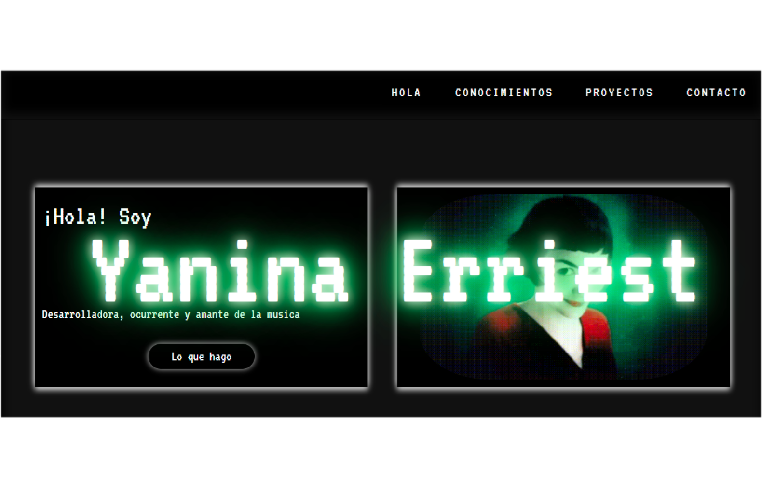 HOLA CONOCIMIENTOS PROYECTOS CONTACTO
¡Hola! Soy
Yanina Erriest
Desarrolladora, ocurrente y amante de la musica
Lo que hago